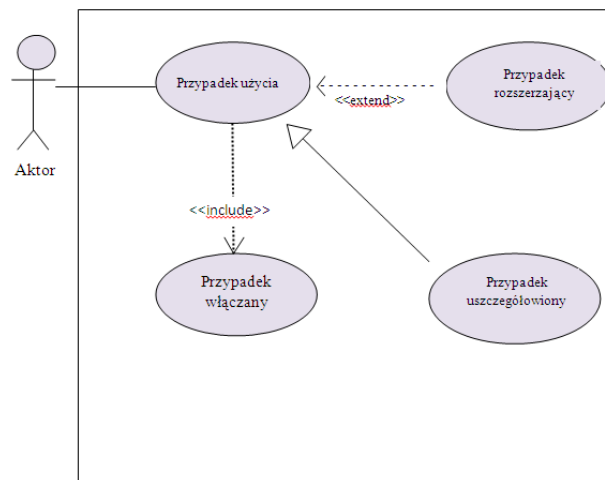 Przypadek użycia
Przypadek
rozszerzający
<<extend>>
Aktor
<<include>>
Przypadek
włączany
Przypadek
uszczegółowiony